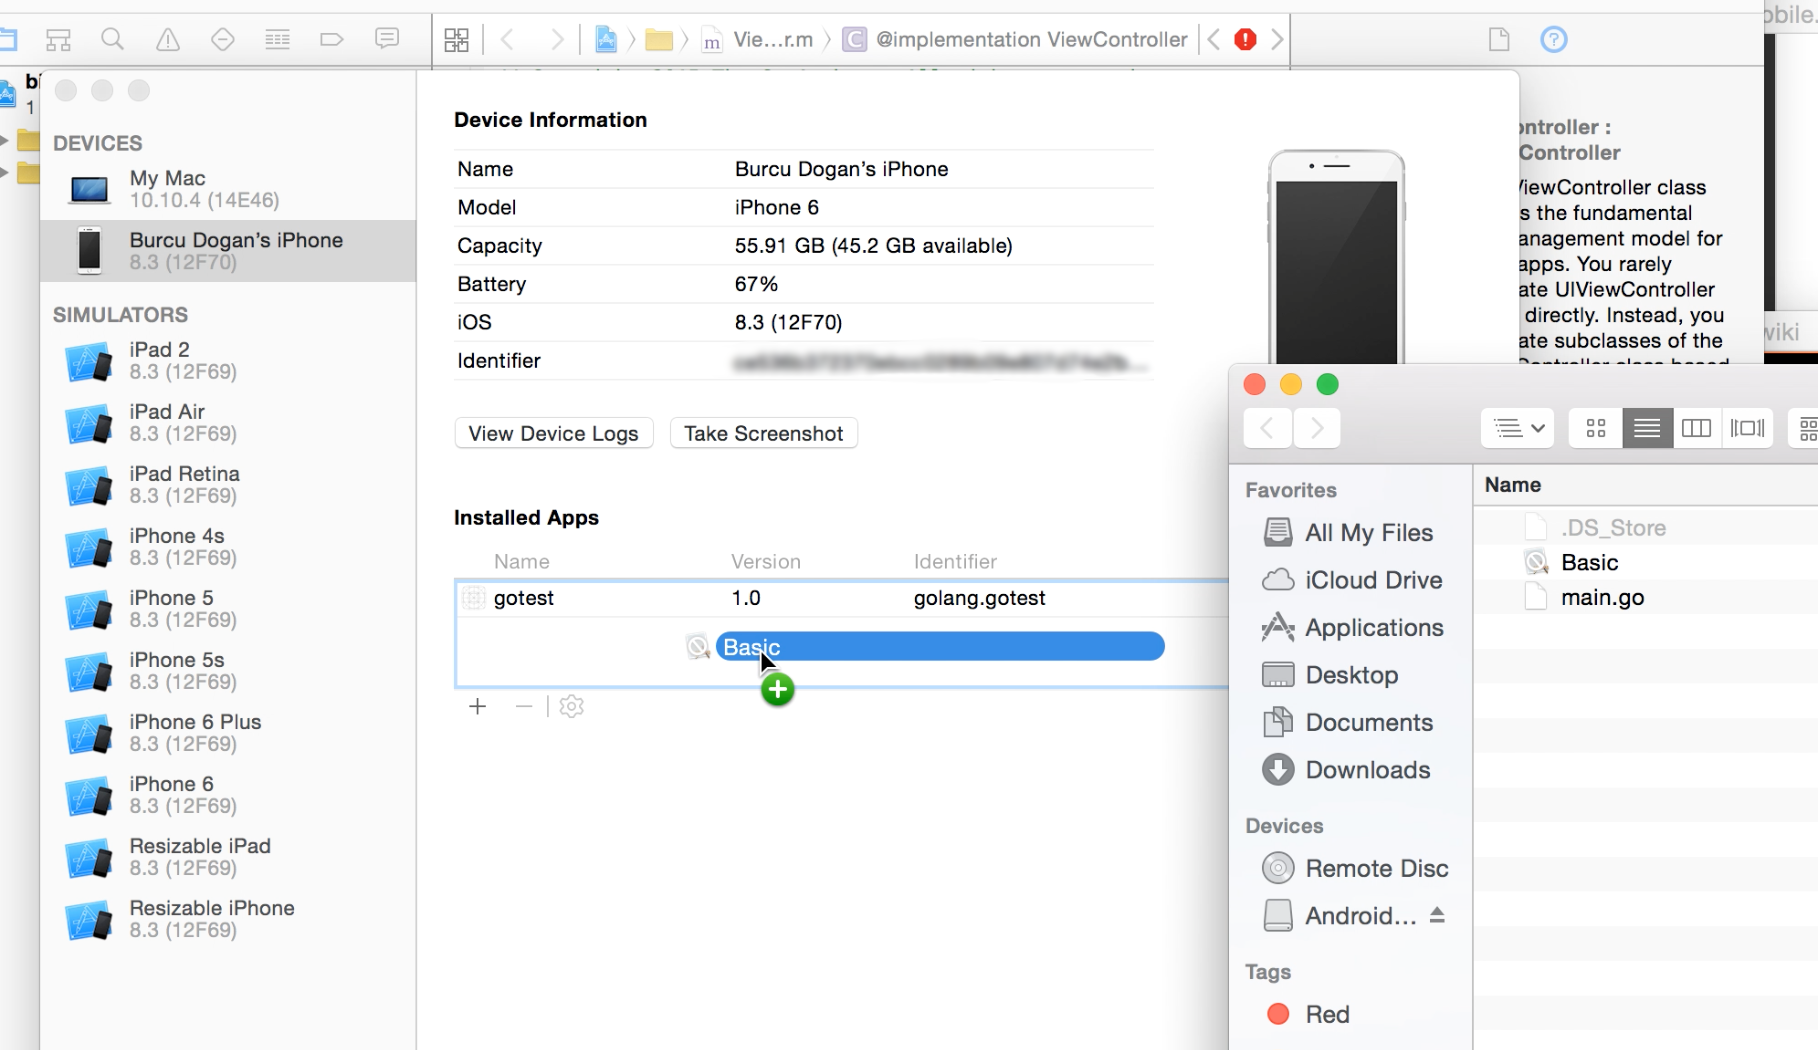 obile.
Vie...r.m
@implementation ViewController
bi
1
DEVICES
My Mac
10.10.4 (14E46)
Burcu Dogan’s iPhone
8.3 (12F70)
SIMULATORS
iPad 2
8.3 (12F69)
iPad Air
8.3 (12F69)
iPad Retina
8.3 (12F69)
iPhone 4s
8.3 (12F69)
iPhone 5
8.3 (12F69)
iPhone 5s
8.3 (12F69)
iPhone 6 Plus
8.3 (12F69)
iPhone 6
8.3 (12F69)
Resizable iPad
8.3 (12F69)
Resizable iPhone
8.3 (12F69)
Device Information
Name Burcu Dogan’s iPhone
Model iPhone 6
Capacity 55.91 GB (45.2 GB available)
Battery 67%
iOS 8.3 (12F70)
Identifier
View Device Logs Take Screenshot
Installed Apps
Name Version Identifier
gotest 1.0 golang.gotest
Basic
ontroller :
Controller
ViewController class
s the fundamental
anagement model for
apps. You rarely
ate UIViewController
directly. Instead, you
ate subclasses of the
wiki
Favorites
All My Files
iCloud Drive
Applications
Desktop
Documents
Downloads
Devices
Remote Disc
Android...
Tags
Red
Name
.DS_Store
Basic
main.go